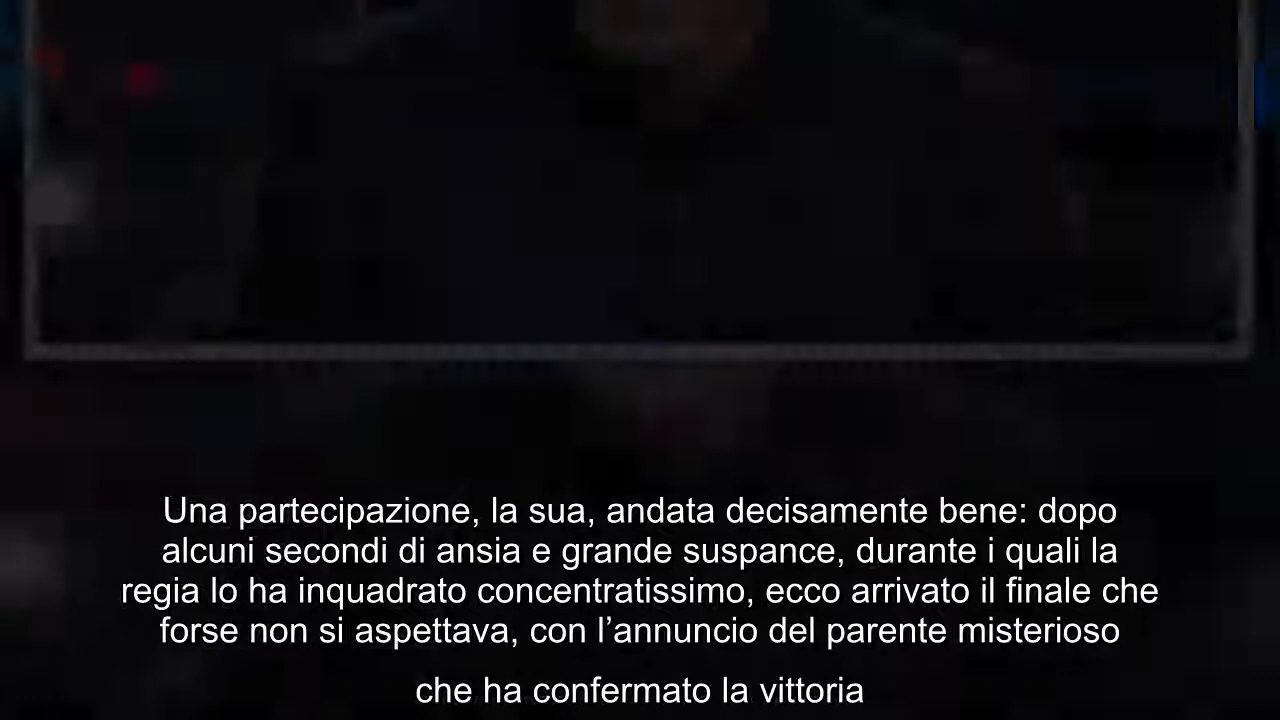 Una partecipazione, la sua, andata decisamente bene: dopo
alcuni secondi di ansia e grande suspance, durante i quali la
regia lo ha inquadrato concentratissimo, ecco arrivato il finale che
forse non si aspettava, con l’annuncio del parente misterioso
che ha confermato la vittoria